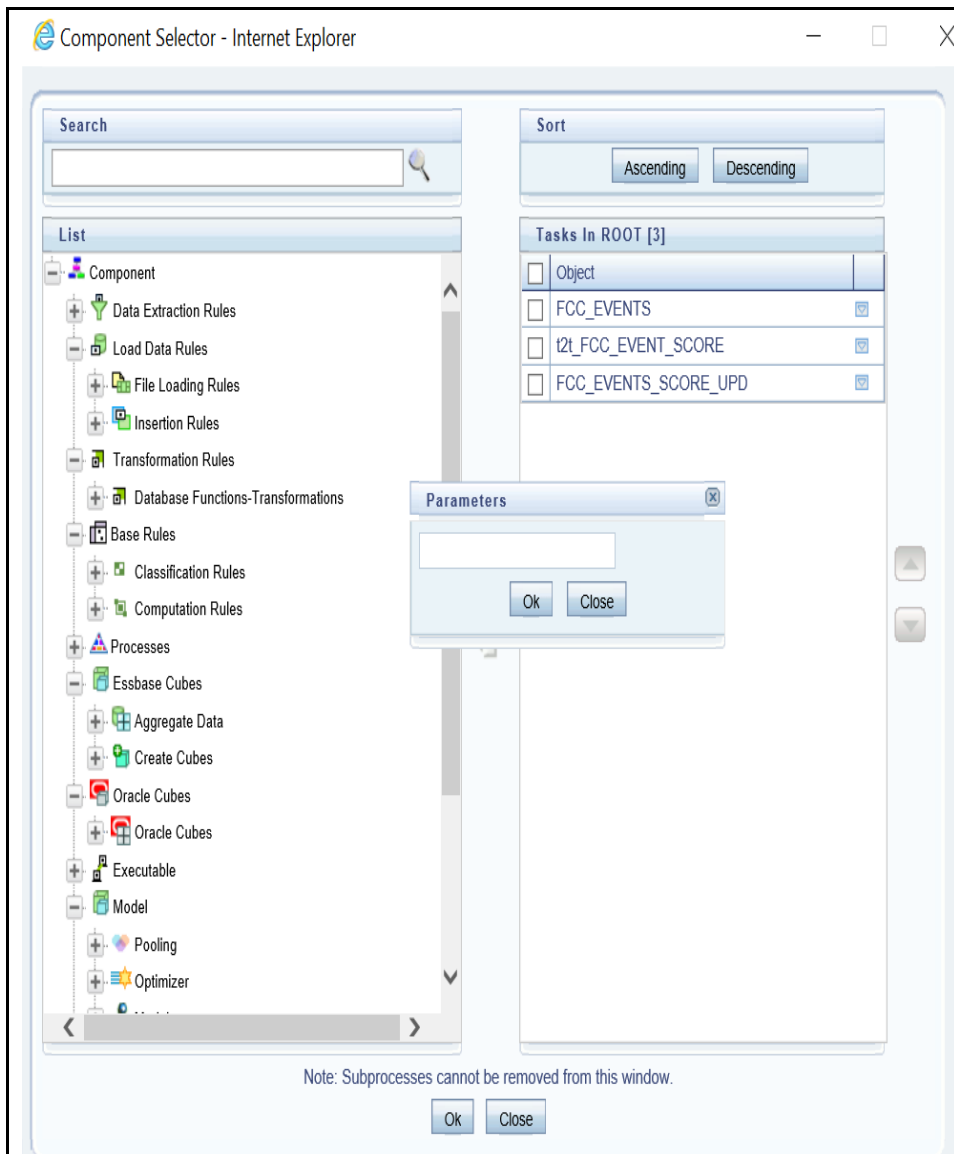 Component Selector - Internet Explorer
Search
Sort
Ascending
Descending
List
Component
Data Extraction Rules
Load Data Rules
File Loading Rules
Insertion Rules
Transformation Rules
Database Functions-Transformations
Base Rules
Classification Rules
Computation Rules
Processes
Essbase Cubes
Aggregate Data
Create Cubes
Oracle Cubes
Oracle Cubes
Executable
Model
Pooling
Optimizer
Tasks In ROOT [3]
Object
FCC_EVENTS
t2t_FCC_EVENT_SCORE
FCC_EVENTS_SCORE_UPD
Parameters
Ok
Close
Note: Subprocesses cannot be removed from this window.
Ok
Close